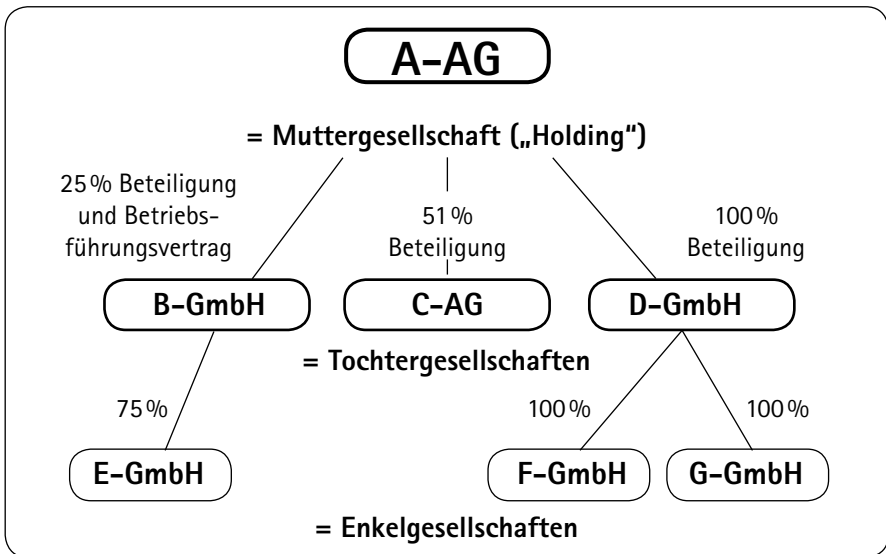 A-AG
= Muttergesellschaft („Holding“)
25% Beteiligung
und Betriebs-
führungsvertrag
51%
Beteiligung
100%
Beteiligung
B-GmbH
C-AG
D-GmbH
= Tochtergesellschaften
75%
100%
100%
E-GmbH
F-GmbH
G-GmbH
= Enkelgesellschaften